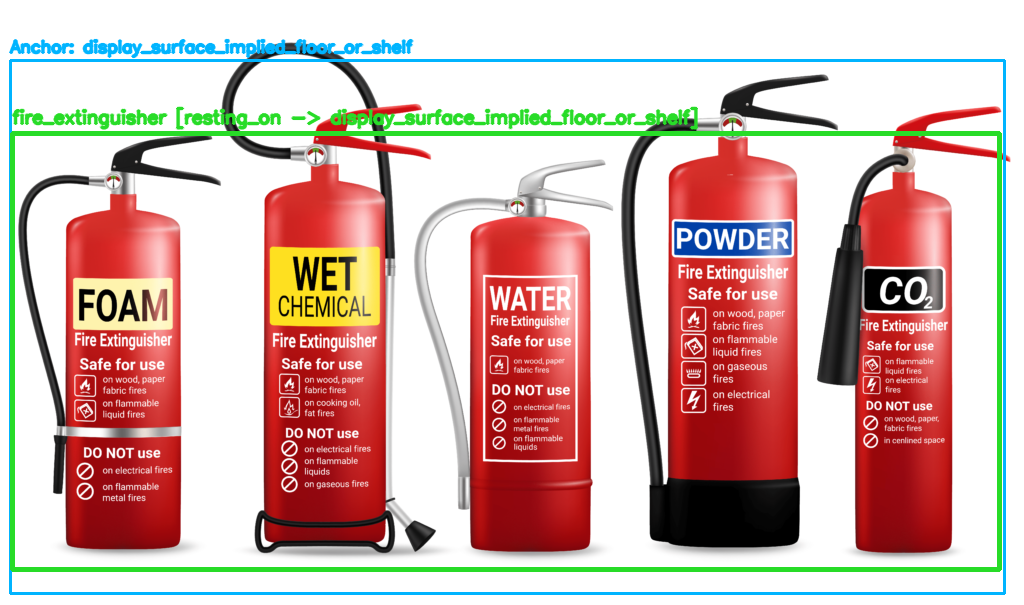 Anchor: display_surface_implied_floor_or_shelf
fire_extinguisher [resting_on -> display_surface_implied_floor_or_shelf]
FOAM
Fire Extinguisher
Safe for use
on wood, paper
fabric fires
on flammable
liquid fires
DO NOT use
on electrical fires
on flammable
metal fires
WET
CHEMICAL
Fire Extinguisher
Safe for use
on wood, paper
fabric fires
on cooking oil,
fat fires
DO NOT use
on electrical fires
on flammable
liquids
on gaseous fires
WATER
Fire Extinguisher
Safe for use
on wood, paper
fabric fires
DO NOT use
on electrical fires
on flammable
metal fires
on flammable
liquids
POWDER
Fire Extinguisher
Safe for use
on wood, paper
fabric fires
on flammable
liquid fires
on gaseous
fires
on electrical
fires
CO2
Fire Extinguisher
Safe for use
on flammable
liquid fires
on electrical
fires
DO NOT use
on wood, paper,
fabric fires
in cenlined space